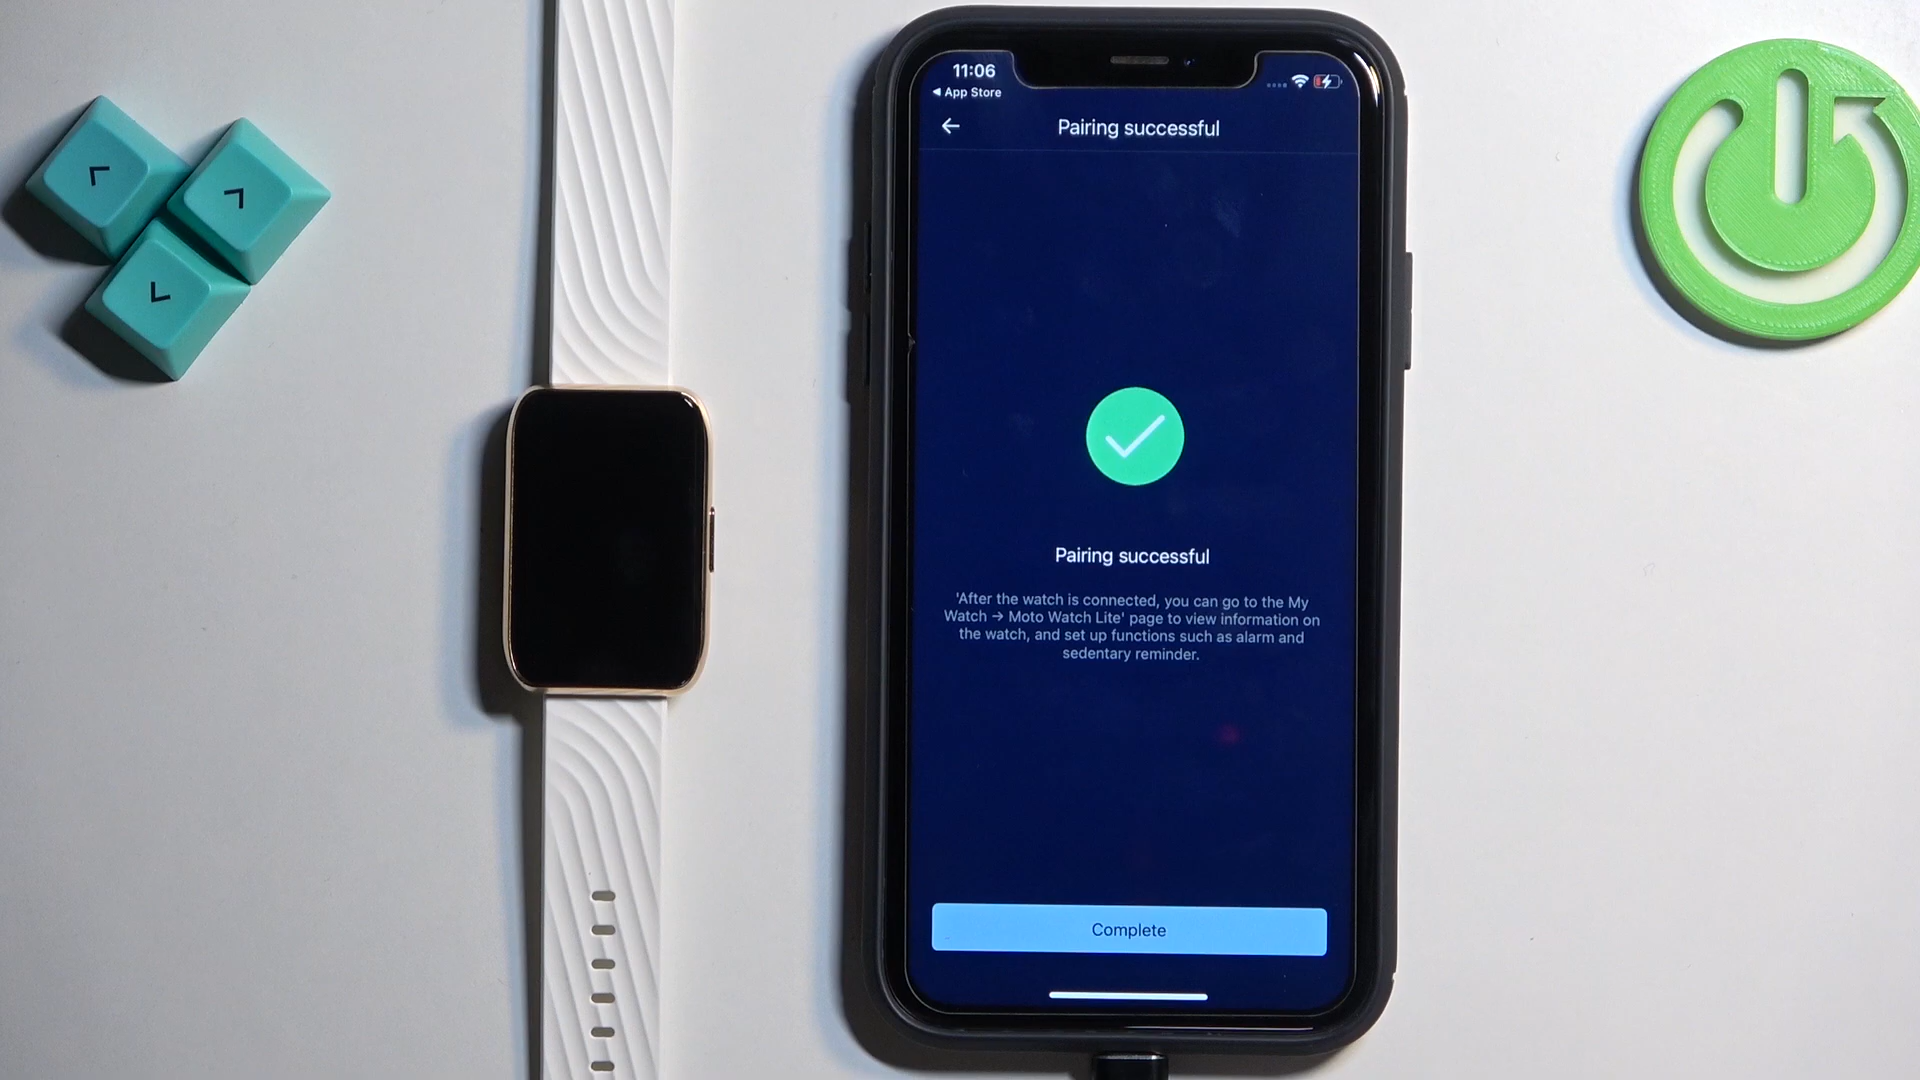 11:06
◀ App Store
Pairing successful
Pairing successful
'After the watch is connected, you can go to the My
Watch → Moto Watch Lite' page to view information on
the watch, and set up functions such as alarm and
sedentary reminder.
Complete